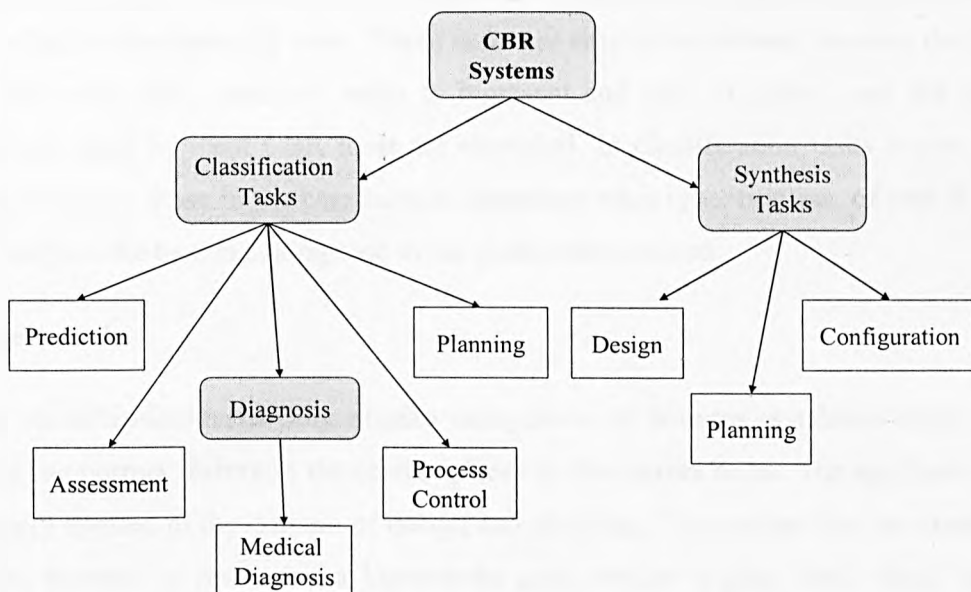 CBR
Systems
Classification
Tasks
Synthesis
Tasks
Prediction
Planning
Design
Configuration
Diagnosis
Planning
Assessment
Process
Control
Medical
Diagnosis